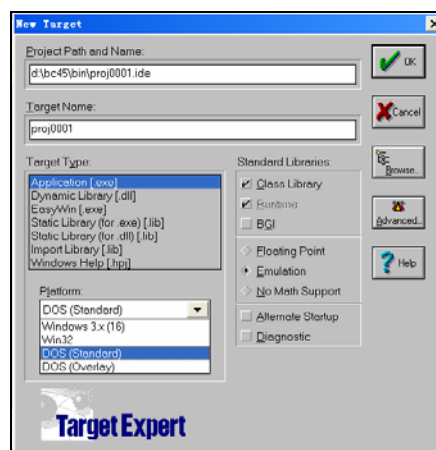 New Target
Project Path and Name:
d:\bc45\bin\proj0001.ide
Target Name:
proj0001
Target Type:
Application [.exe]
Dynamic Library [.dll]
EasyWin [.exe]
Static Library (for .exe) [.lib]
Static Library (for .dll) [.lib]
Import Library [.lib]
Windows Help [.hpj]
Platform:
DOS (Standard)
Windows 3.x (16)
Win32
DOS (Standard)
DOS (Overlay)
Standard Libraries:
Class Library
Runtime
BGI
Floating Point
Emulation
No Math Support
Alternate Startup
Diagnostic
OK
Cancel
Browse...
Advanced...
Help
Target Expert